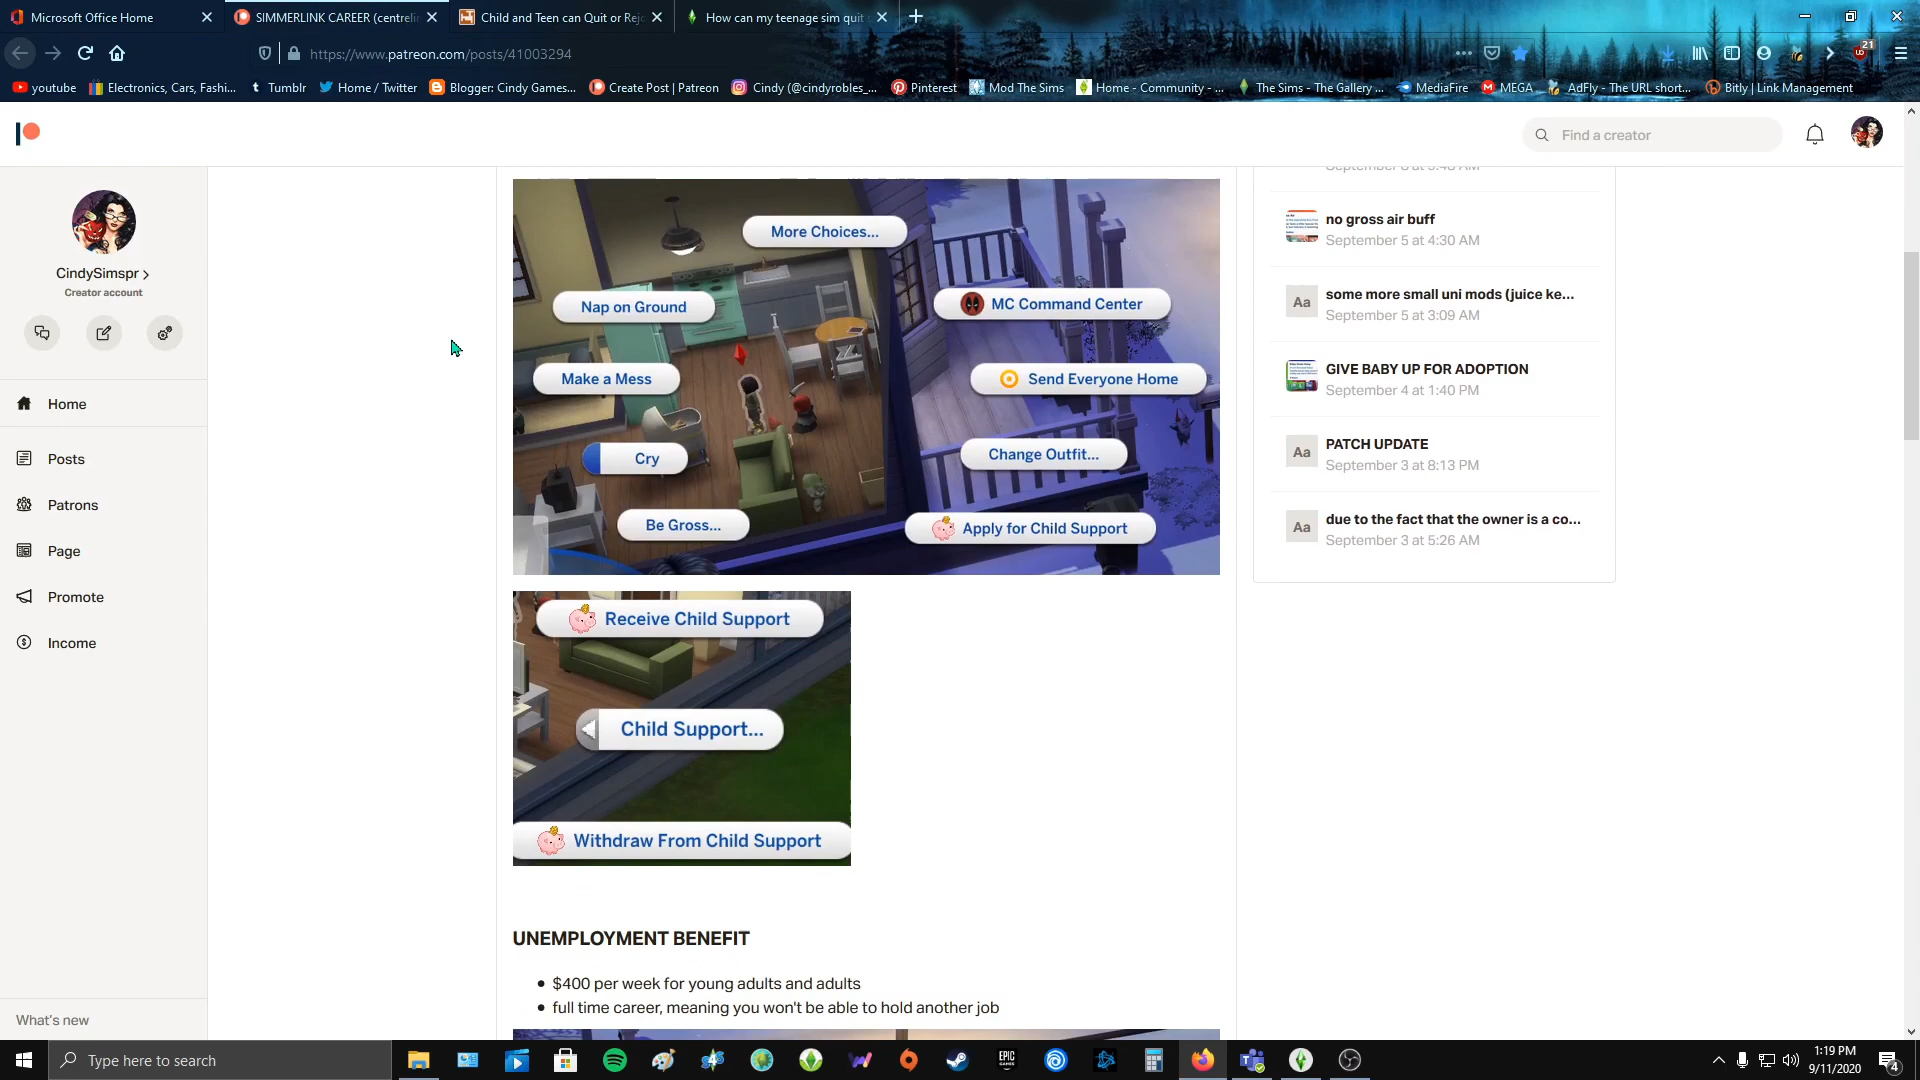 Microsoft Office Home
SIMMERLINK CAREER (centreli
Child and Teen can Quit or Rejo
How can my teenage sim quit s
https://www.patreon.com/posts/41003294
21
youtube
Electronics, Cars, Fashi...
Tumblr
Home / Twitter
Blogger: Cindy Games...
Create Post | Patreon
Cindy (@cindyrobles_...
Pinterest
Mod The Sims
Home - Community - ...
The Sims - The Gallery ...
MediaFire
MEGA
AdFly - The URL short...
Bitly | Link Management
Find a creator
CindySimspr
Creator account
Home
Posts
Patrons
Page
Promote
Income
What's new
More Choices...
Nap on Ground
MC Command Center
Make a Mess
Send Everyone Home
Cry
Change Outfit...
Be Gross...
Apply for Child Support
Receive Child Support
Child Support...
Withdraw From Child Support
UNEMPLOYMENT BENEFIT
• $400 per week for young adults and adults
• full time career, meaning you won't be able to hold another job
no gross air buff
September 5 at 4:30 AM
Aa
some more small uni mods (juice ke...
September 5 at 3:09 AM
GIVE BABY UP FOR ADOPTION
September 4 at 1:40 PM
Aa
PATCH UPDATE
September 3 at 8:13 PM
Aa
due to the fact that the owner is a co...
September 3 at 5:26 AM
Type here to search
EPIC
GAMES
1:19 PM
9/11/2020
4